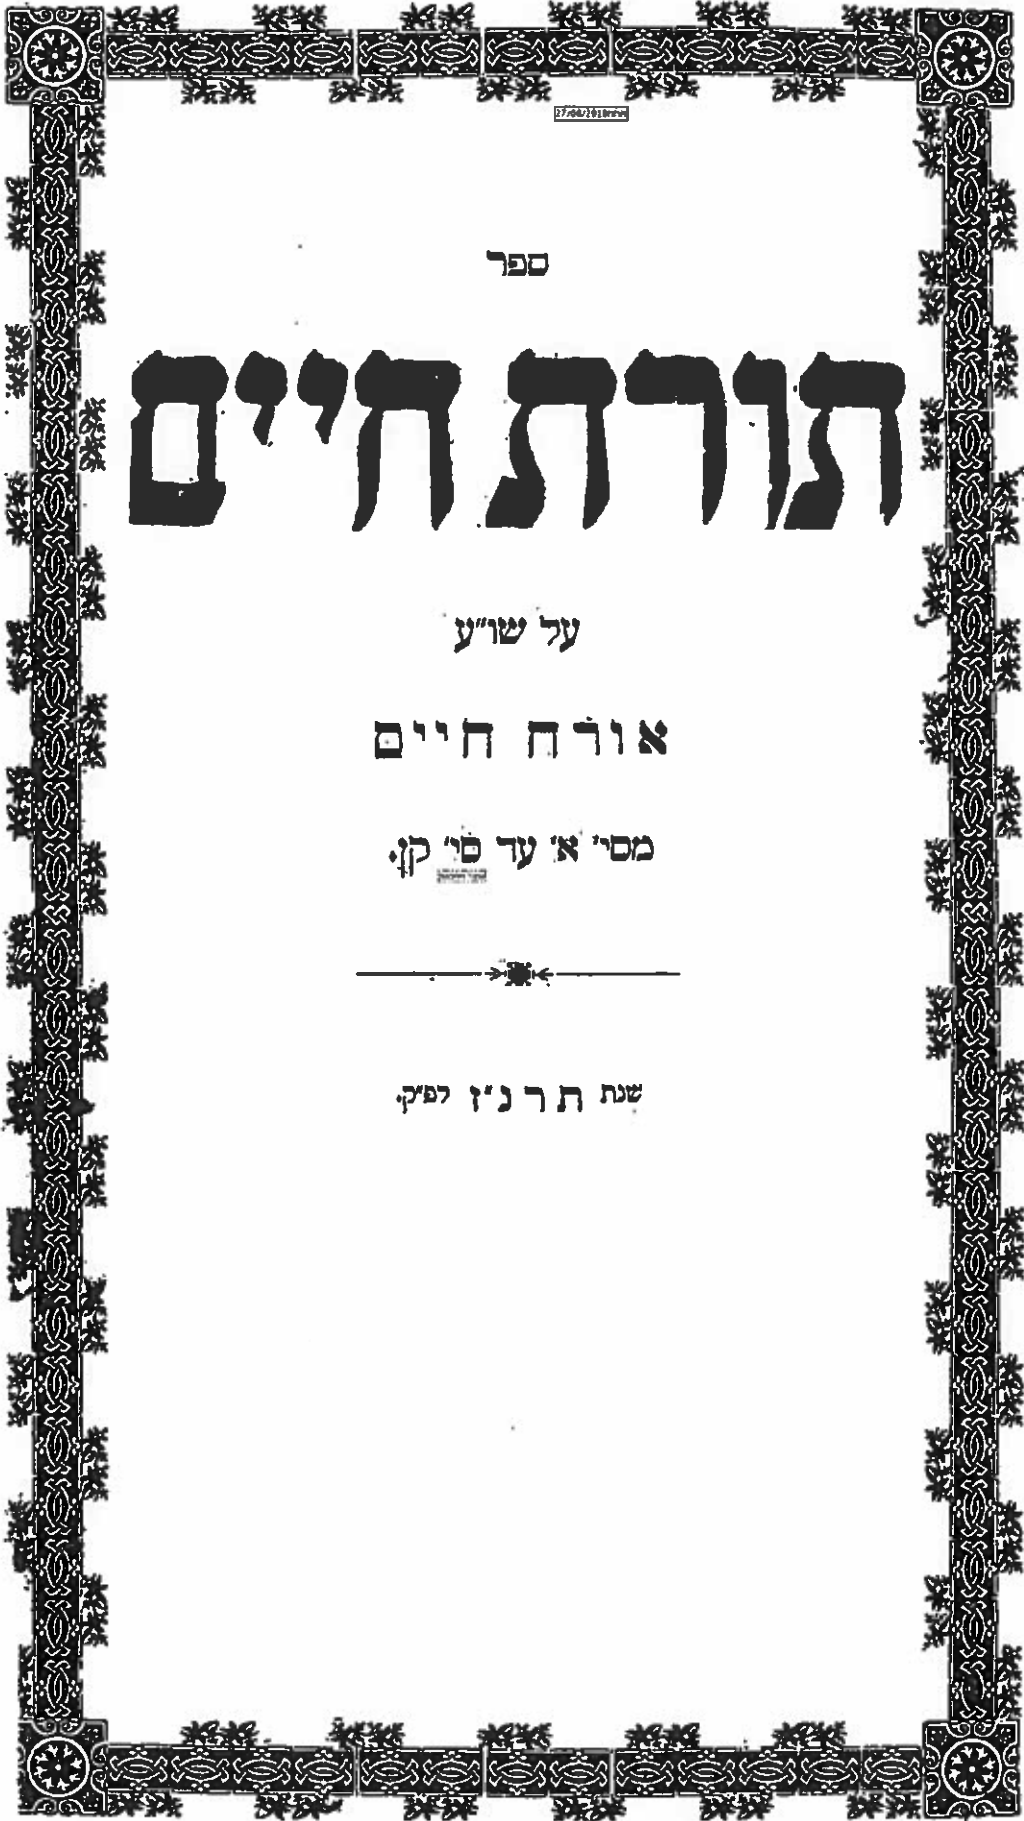 ספר
תורת חיים
על שו"ע
אורח חיים
מסי' א' עד סי' קן.
שנת תרנ"ז לפ"ק.